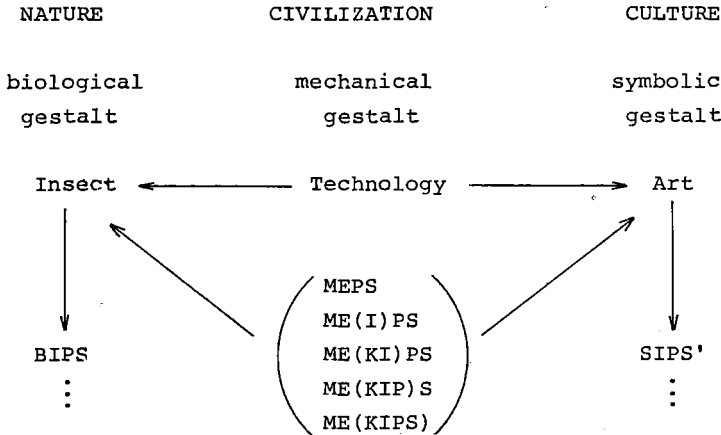 NATURE CIVILIZATION CULTURE
biological mechanical symbolic
gestalt gestalt gestalt
Insect Technology Art
MEPS
ME(I)PS
BIPS ME(KI)PS SIPS'
ME(KIP)S
ME(KIPS)